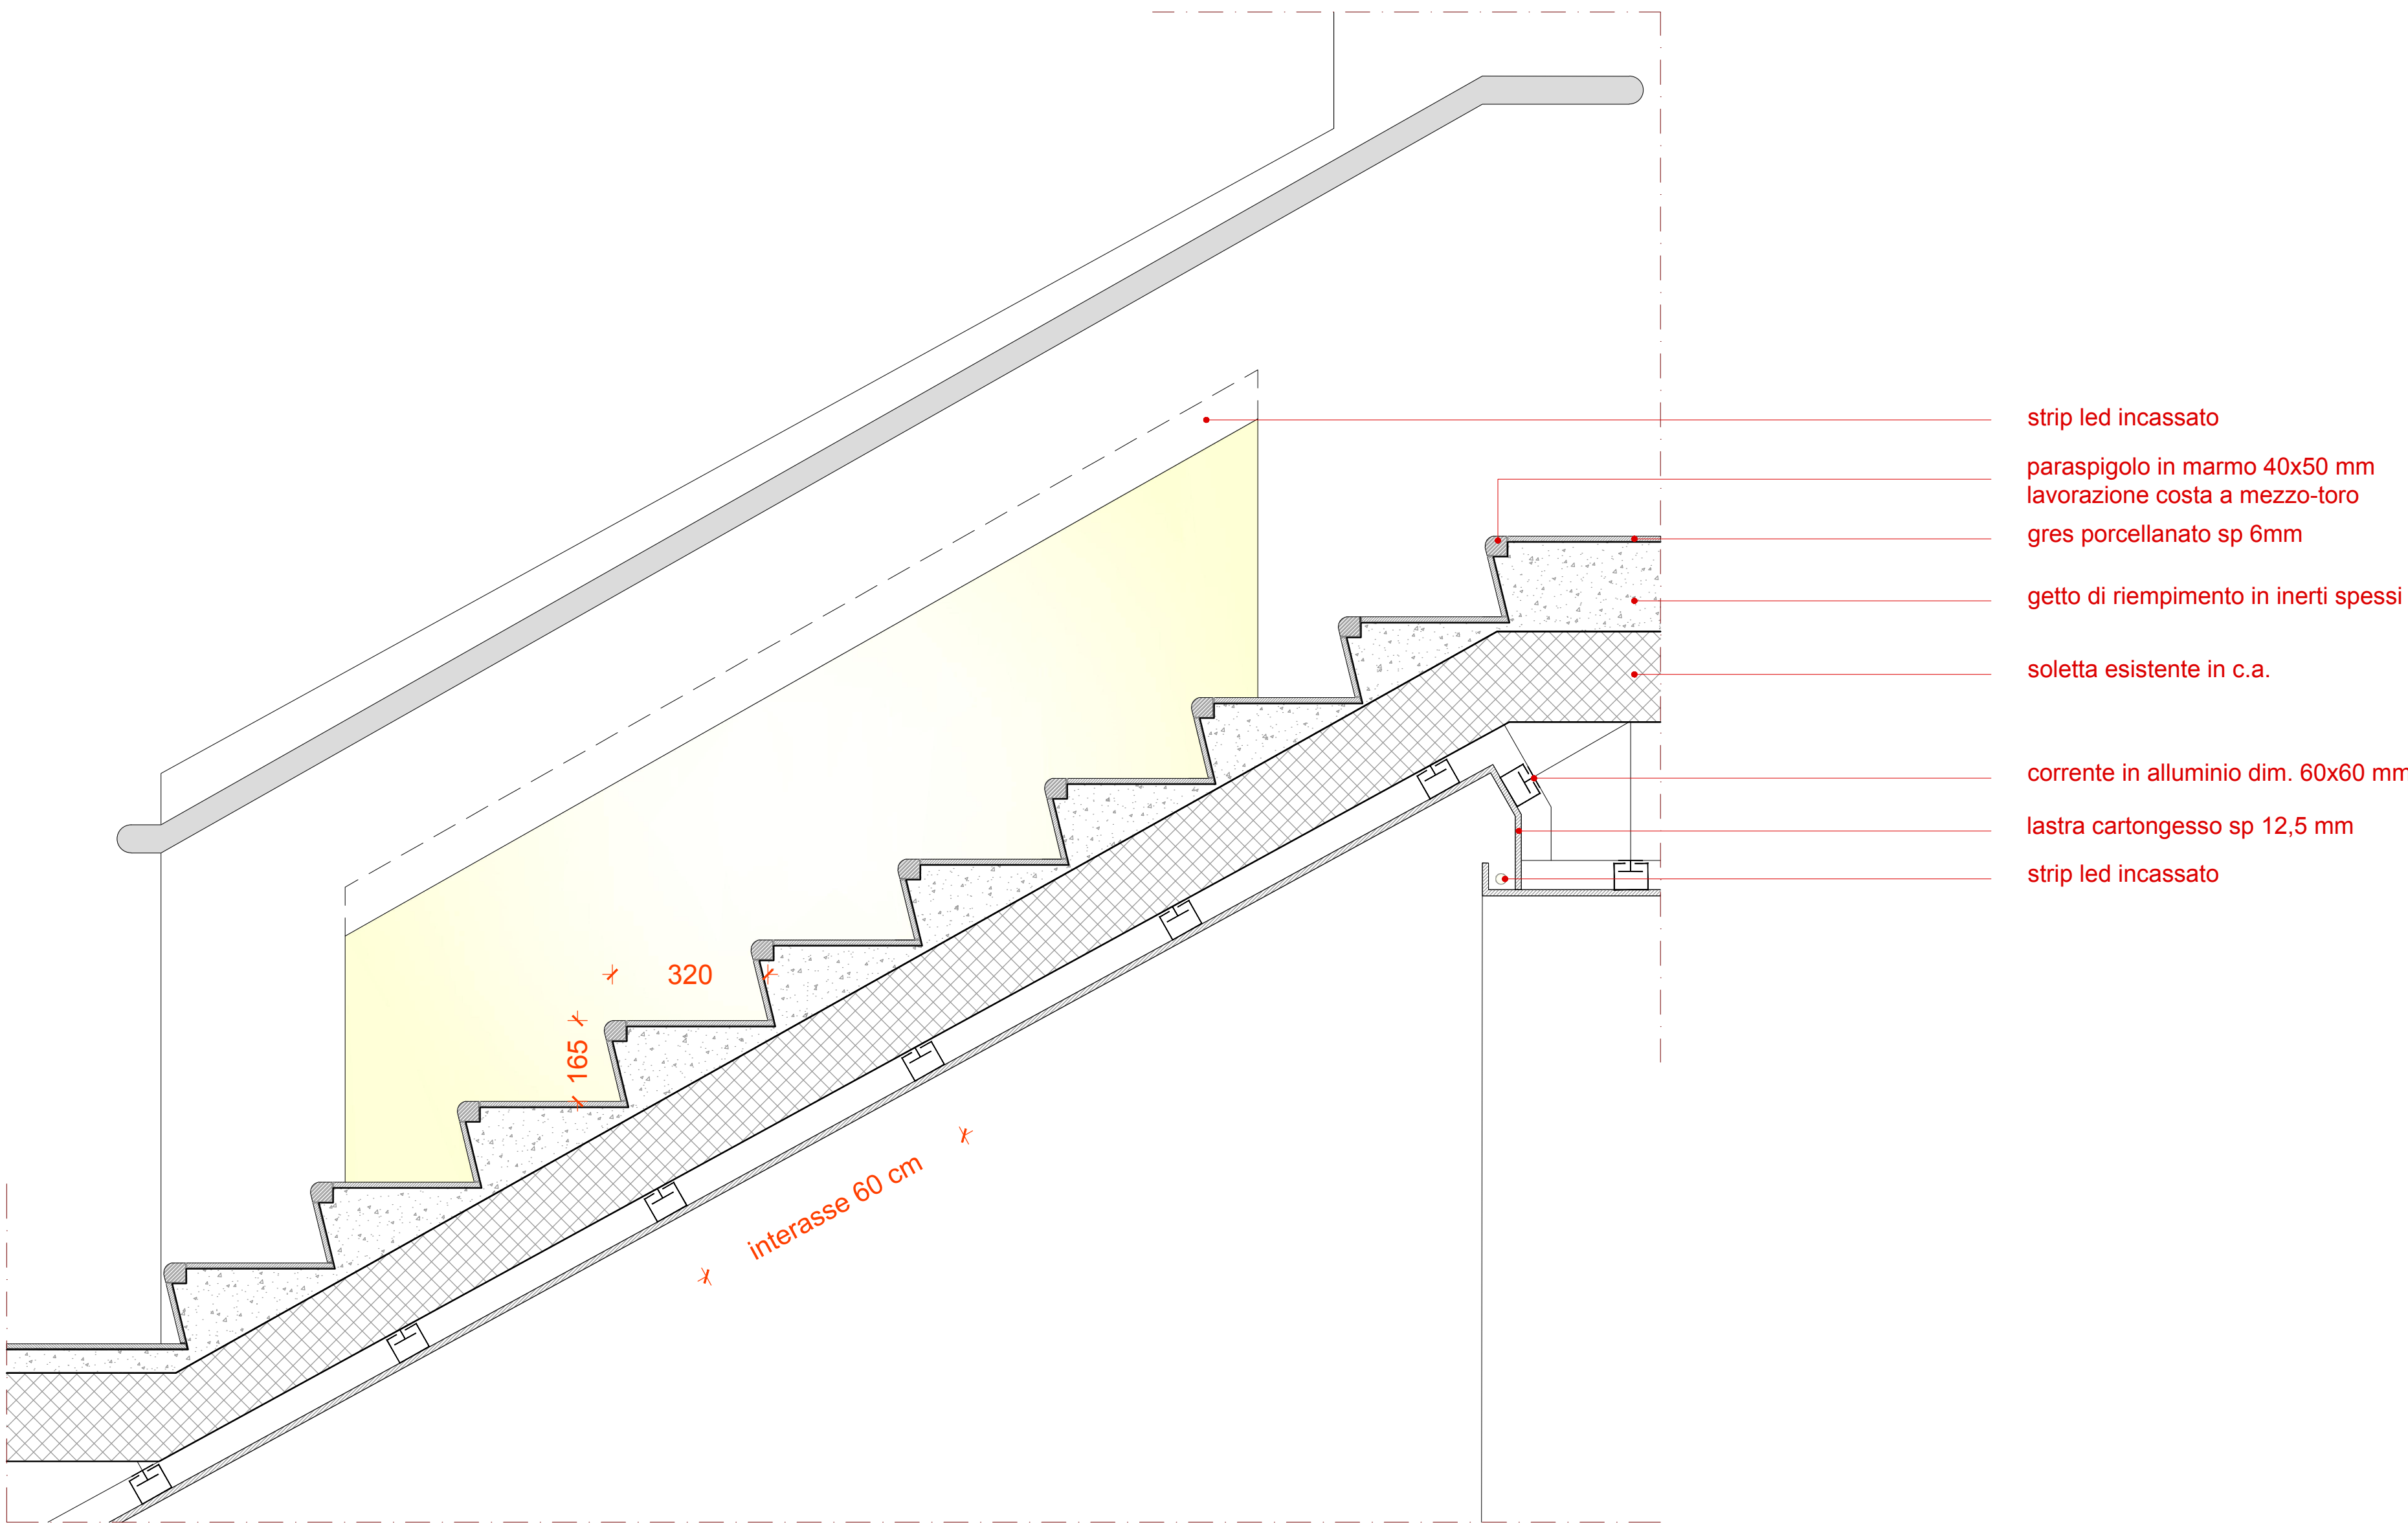 strip led incassato
paraspigolo in marmo 40x50 mm
lavorazione costa a mezzo-toro
gres porcellanato sp 6mm
getto di riempimento in inerti spessi
soletta esistente in c.a.
corrente in alluminio dim. 60x60 mm
lastra cartongesso sp 12,5 mm
strip led incassato
320
165
interasse 60 cm